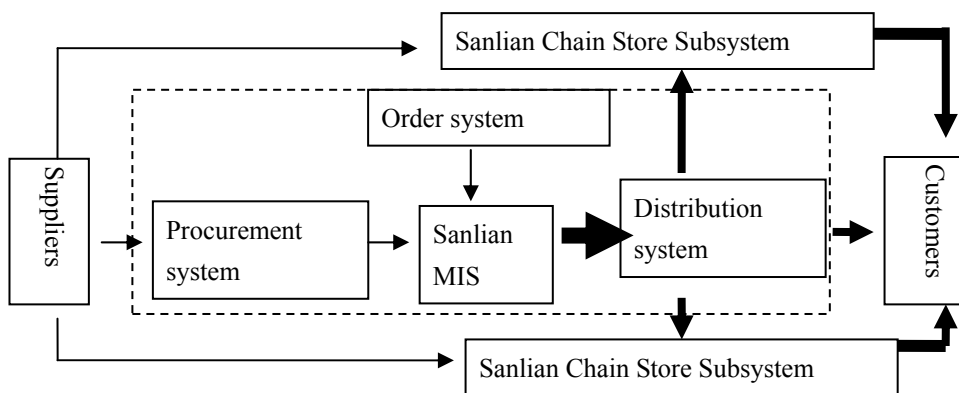 Sanlian Chain Store Subsystem
Order system
Suppliers
Procurement
system
Sanlian
MIS
Distribution
system
Customers
Sanlian Chain Store Subsystem